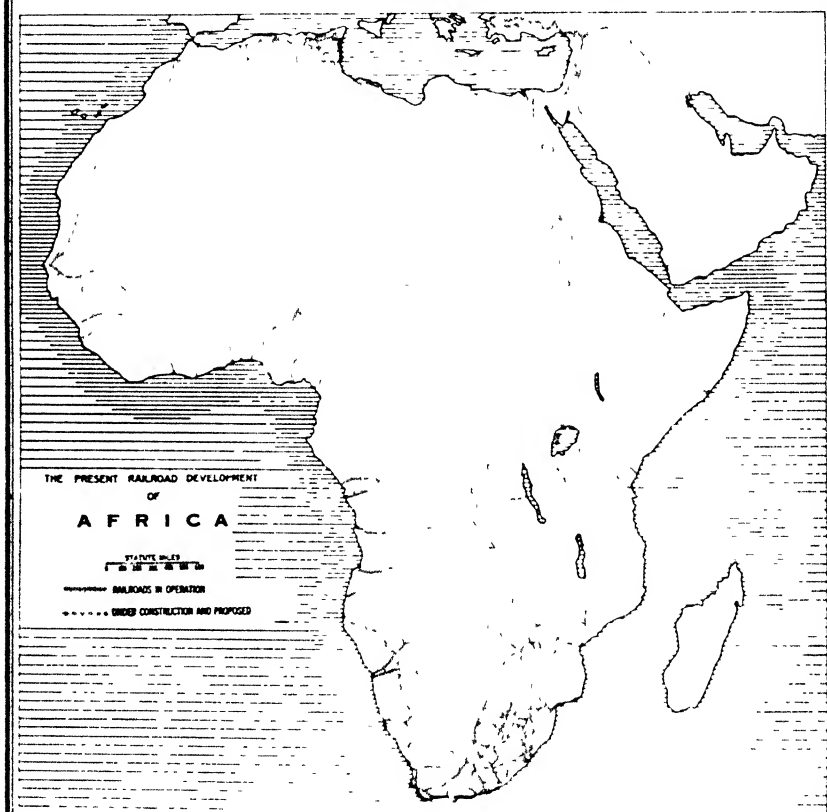 THE PRESENT RAILROAD DEVELOPMENT
OF
AFRICA
STATUTE MILES
RAILROADS IN OPERATION
UNDER CONSTRUCTION AND PROPOSED